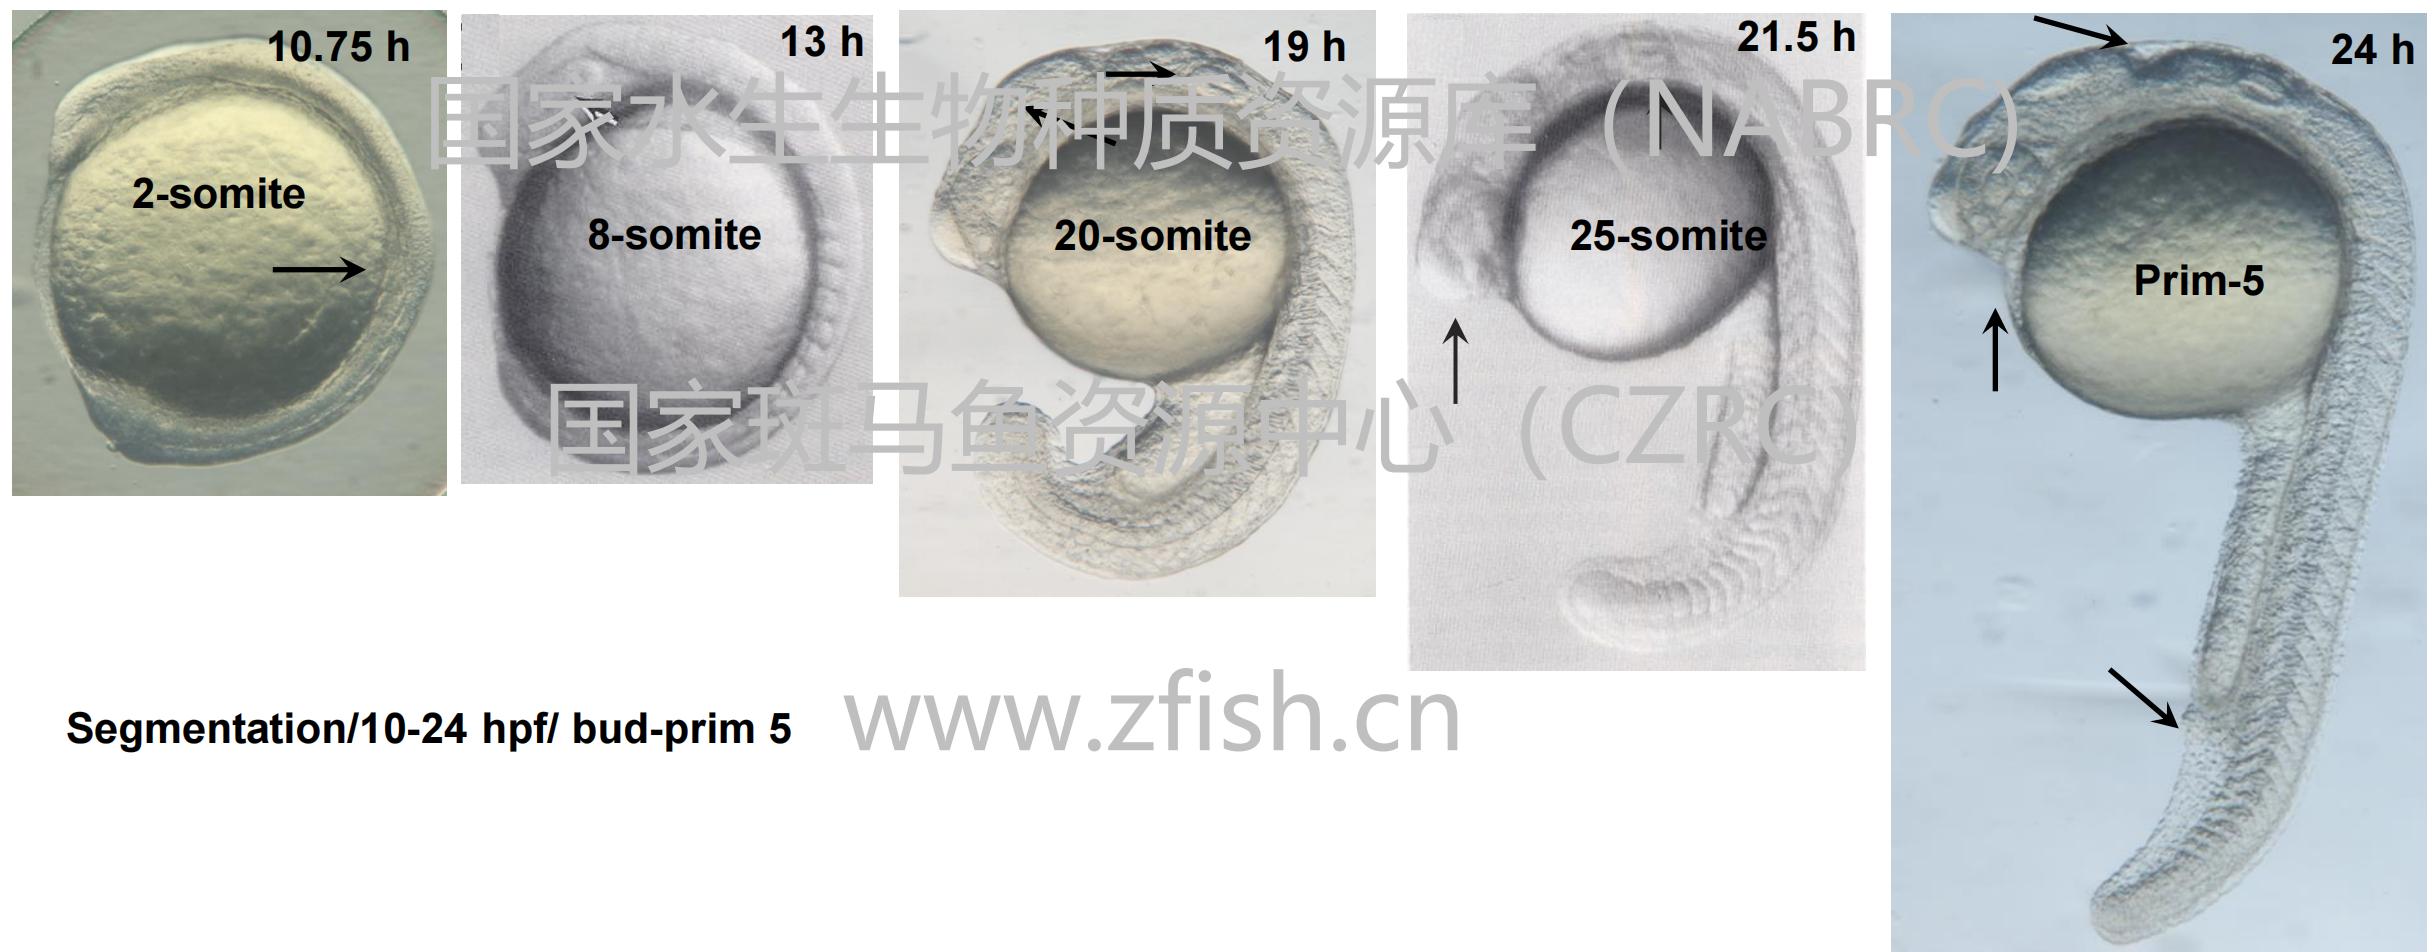 10.75 h
2-somite
13 h
8-somite
19 h
20-somite
21.5 h
25-somite
24 h
Prim-5
国家水生生物种质资源库（NABRC)
国家斑马鱼资源中心（CZRC）
Segmentation/10-24 hpf/ bud-prim 5
www.zfish.cn